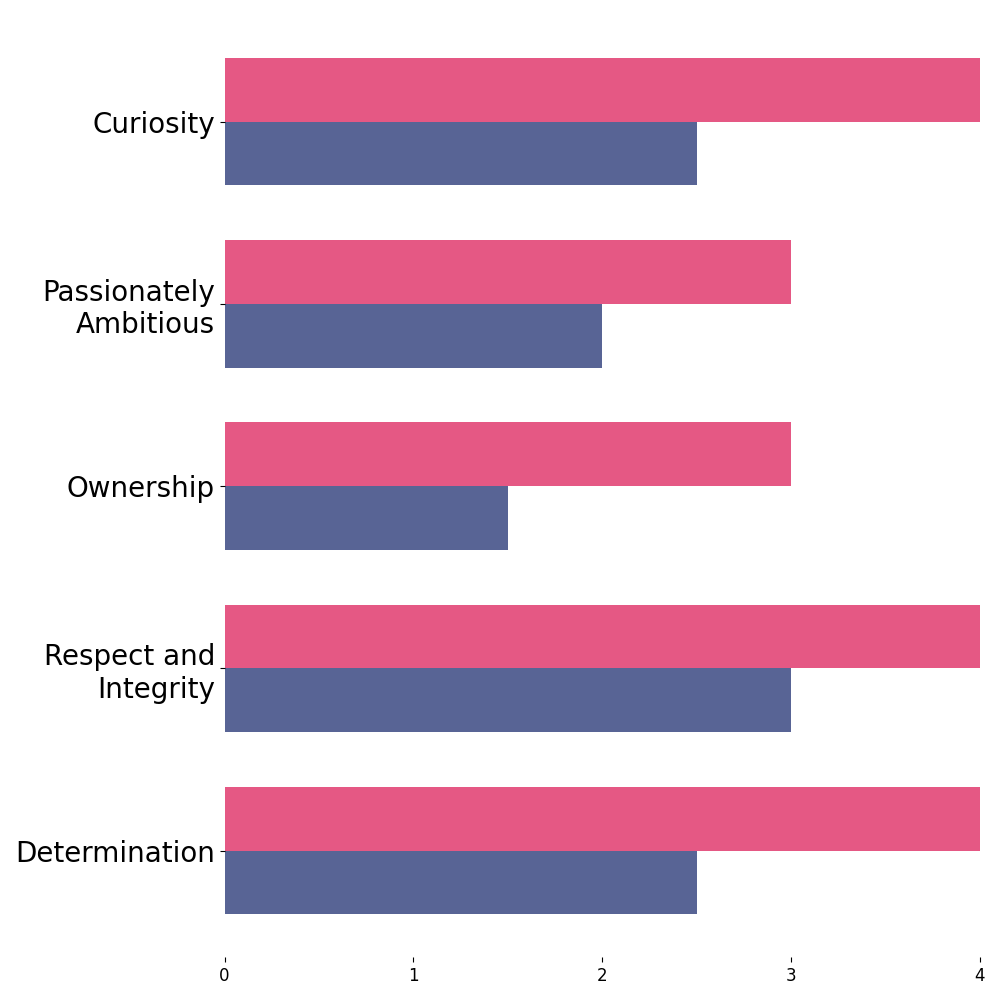 Curiosity
Passionately
Ambitious
Ownership
Respect and
Integrity
Determination
0 1 2 3 4